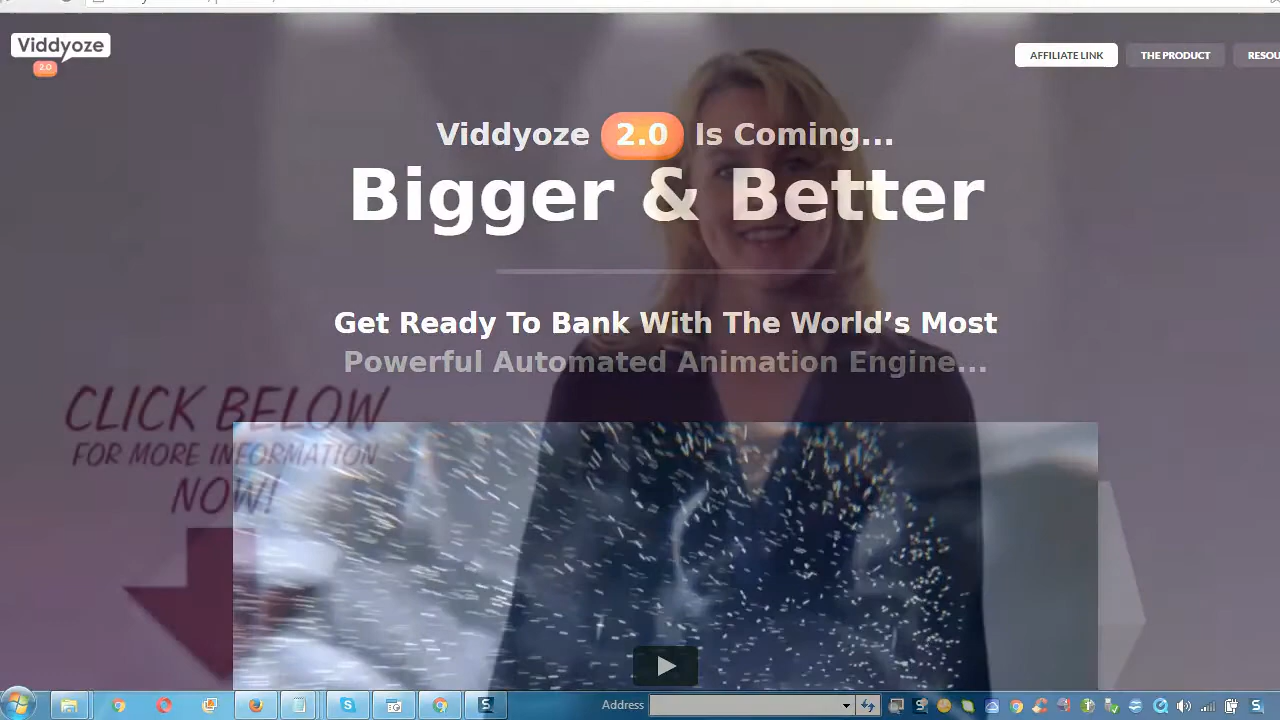 Viddyoze
2.0
AFFILIATE LINK
THE PRODUCT
RESOU
Viddyoze 2.0 Is Coming...
Bigger & Better
Get Ready To Bank With The World’s Most
Powerful Automated Animation Engine...
CLICK BELOW
FOR MORE INFORMATION
NOW!
Address